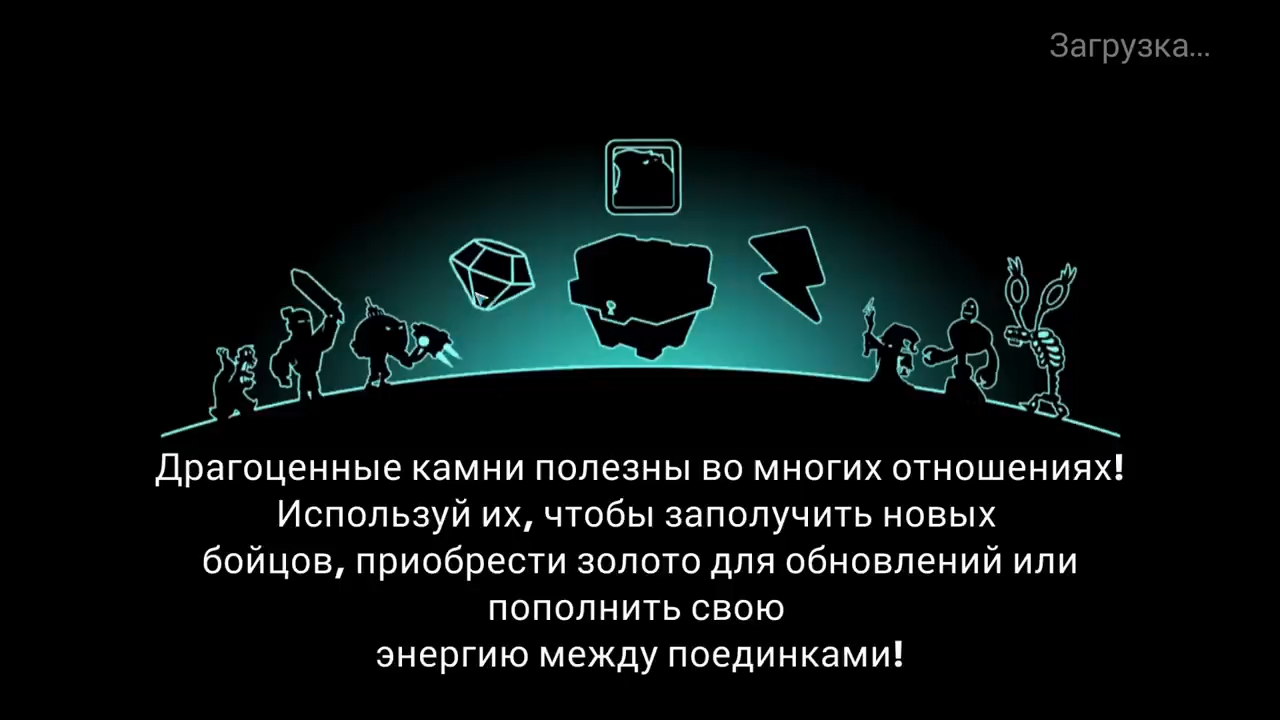 Загрузка...
Драгоценные камни полезны во многих отношениях!
Используй их, чтобы заполучить новых
бойцов, приобрести золото для обновлений или
пополнить свою
энергию между поединками!